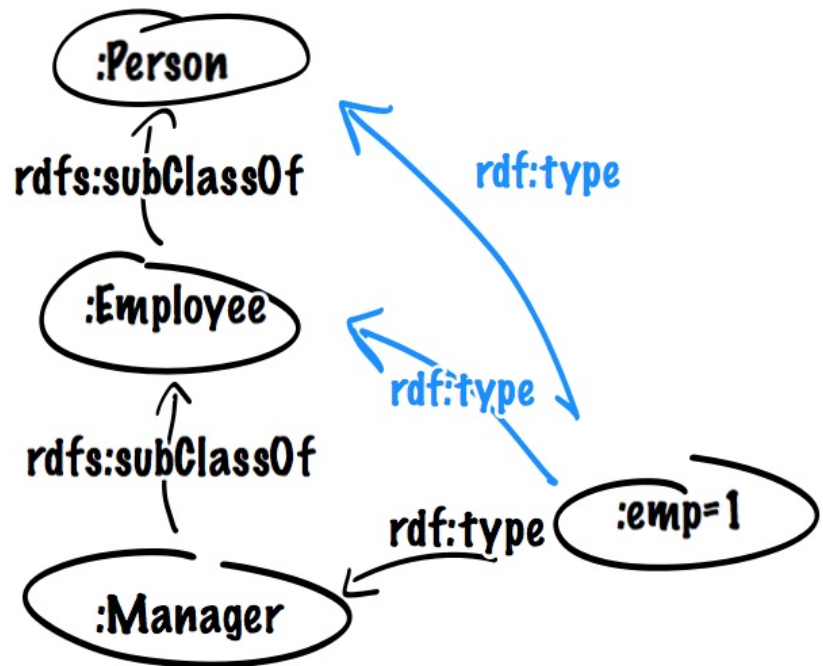 :Person
rdfs:subClassOf
rdf:type
:Employee
rdf:type
rdfs:subClassOf
:emp=1
rdf:type
:Manager